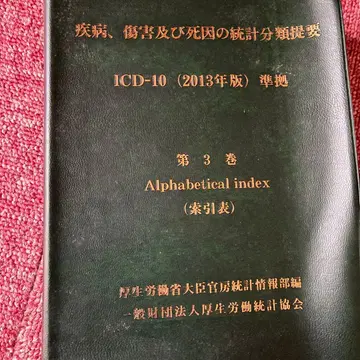 疾病、傷害及び死因の統計分類提要
ICD-10 (2013年版) 準拠
第 3 巻
Alphabetical index
(索引表)
厚生労働省大臣官房統計情報部編
一般財団法人厚生労働統計協会